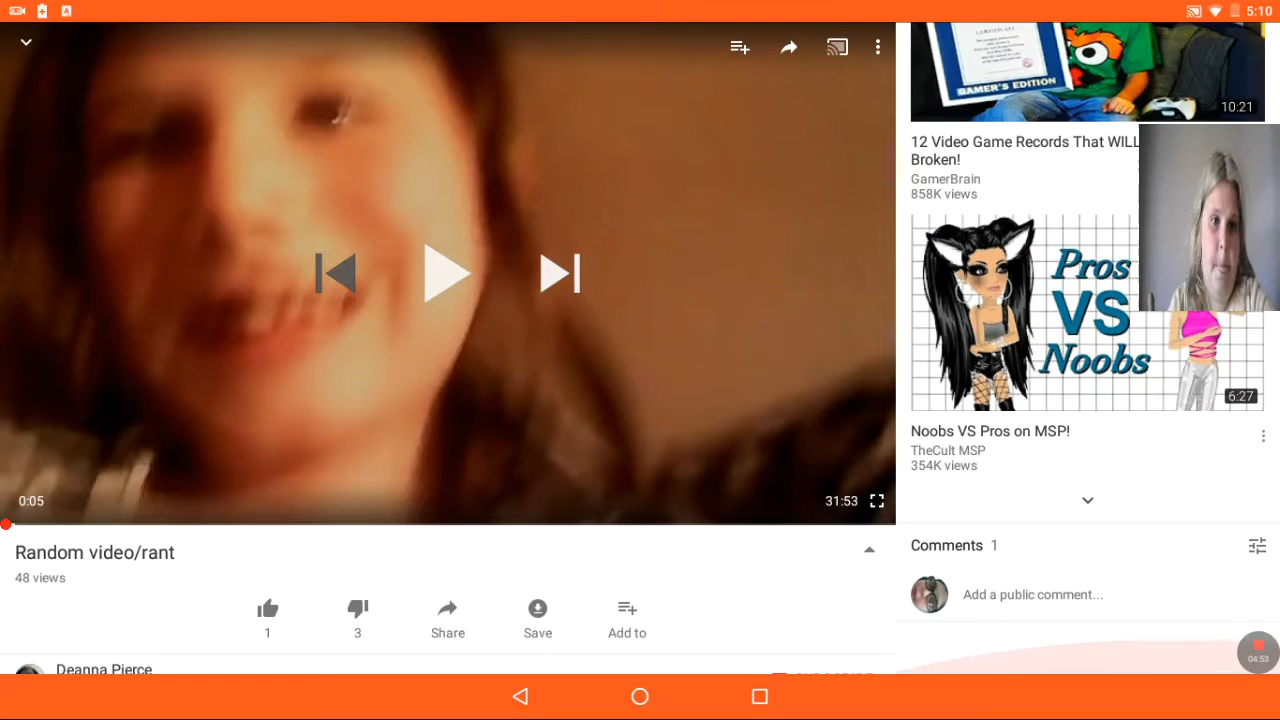 5:10
GAMER'S EDITION
10:21
12 Video Game Records That WILL
Broken!
GamerBrain
858K views
Pros
VS
Noobs
6:27
Noobs VS Pros on MSP!
TheCult MSP
354K views
0:05
31:53
Random video/rant
48 views
1
3
Share
Save
Add to
Deanna Pierce
Comments 1
Add a public comment...
04:53